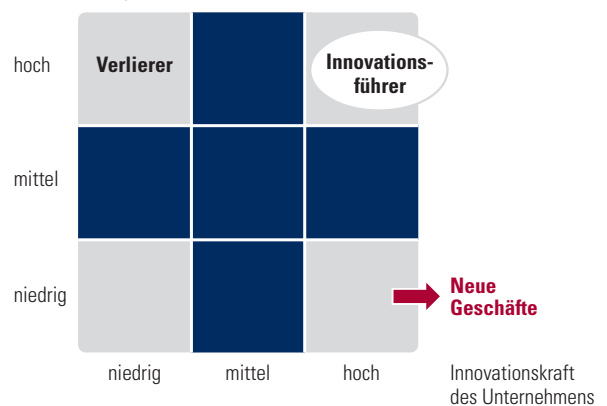 hoch
Verlierer
Innovations-
führer
mittel
niedrig
Neue
Geschäfte
niedrig
mittel
hoch
Innovationskraft
des Unternehmens